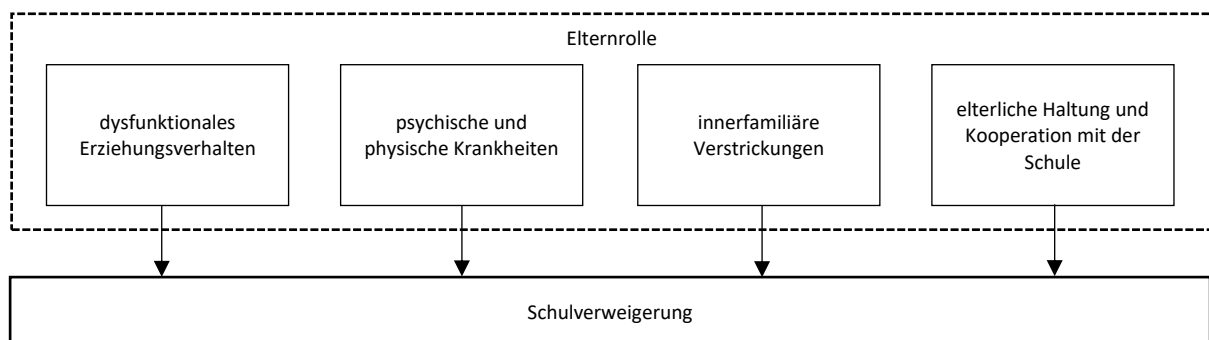 Elternrolle
dysfunktionales
Erziehungsverhalten
psychische und
physische Krankheiten
innerfamiliäre
Verstrickungen
elterliche Haltung und
Kooperation mit der
Schule
Schulverweigerung